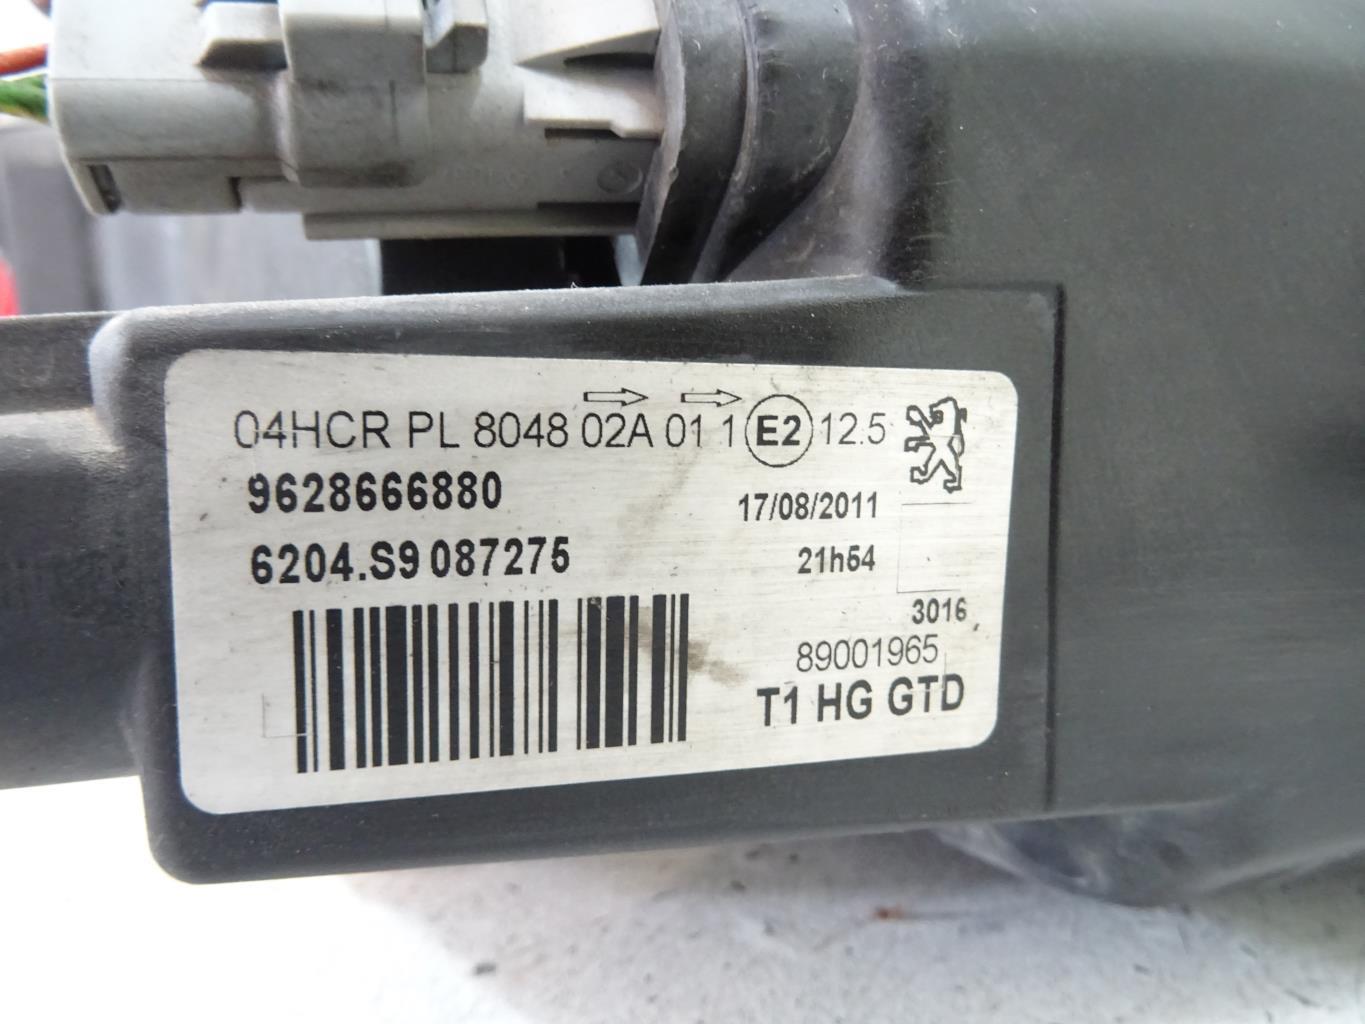 04HCR PL 8048 02A 01 1 E2 12.5
9628666880
17/08/2011
6204.S9 087275
21h54
3016
89001965
T1 HG GTD